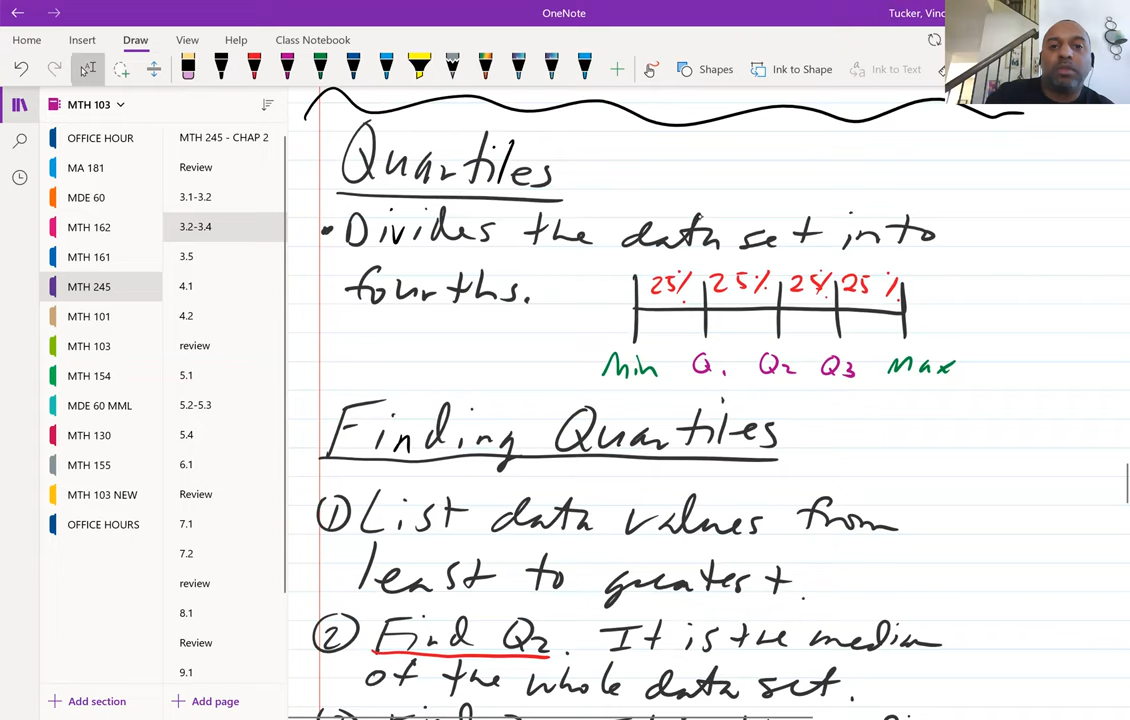 OneNote
Tucker, Vinc
Home
Insert
Draw
View
Help
Class Notebook
Shapes
Ink to Shape
Ink to Text
MTH 103
OFFICE HOUR
MA 181
MDE 60
MTH 162
MTH 161
MTH 245
MTH 101
MTH 103
MTH 154
MDE 60 MML
MTH 130
MTH 155
MTH 103 NEW
OFFICE HOURS
Add section
MTH 245 - CHAP 2
Review
3.1-3.2
3.2-3.4
3.5
4.1
4.2
review
5.1
5.2-5.3
5.4
6.1
Review
7.1
7.2
review
8.1
Review
9.1
Add page
Quartiles
• Divides the data set into
fourths.
25% 25% 25% 25%
Min Q1 Q2 Q3 Max
Finding Quartiles
① List data values from
least to greatest.
② Find Q2. It is the median
of the whole data set.